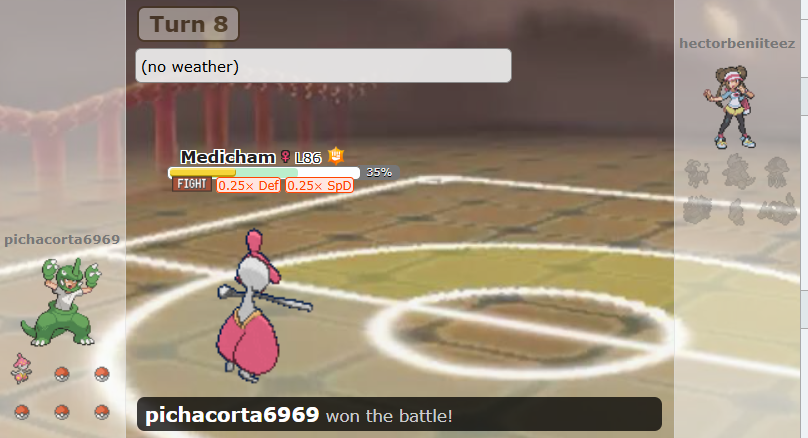 Turn 8
(no weather)
hectorbeniiteez
Medicham L86
35%
FIGHT 0.25× Def 0.25× SpD
pichacorta6969
pichacorta6969 won the battle!